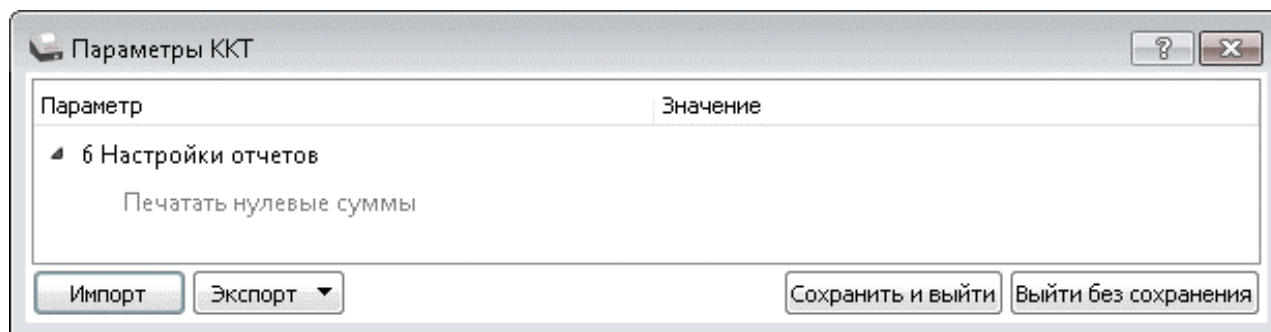 Параметры ККТ
Параметр Значение
6 Настройки отчетов
Печатать нулевые суммы
Импорт Экспорт Сохранить и выйти Выйти без сохранения